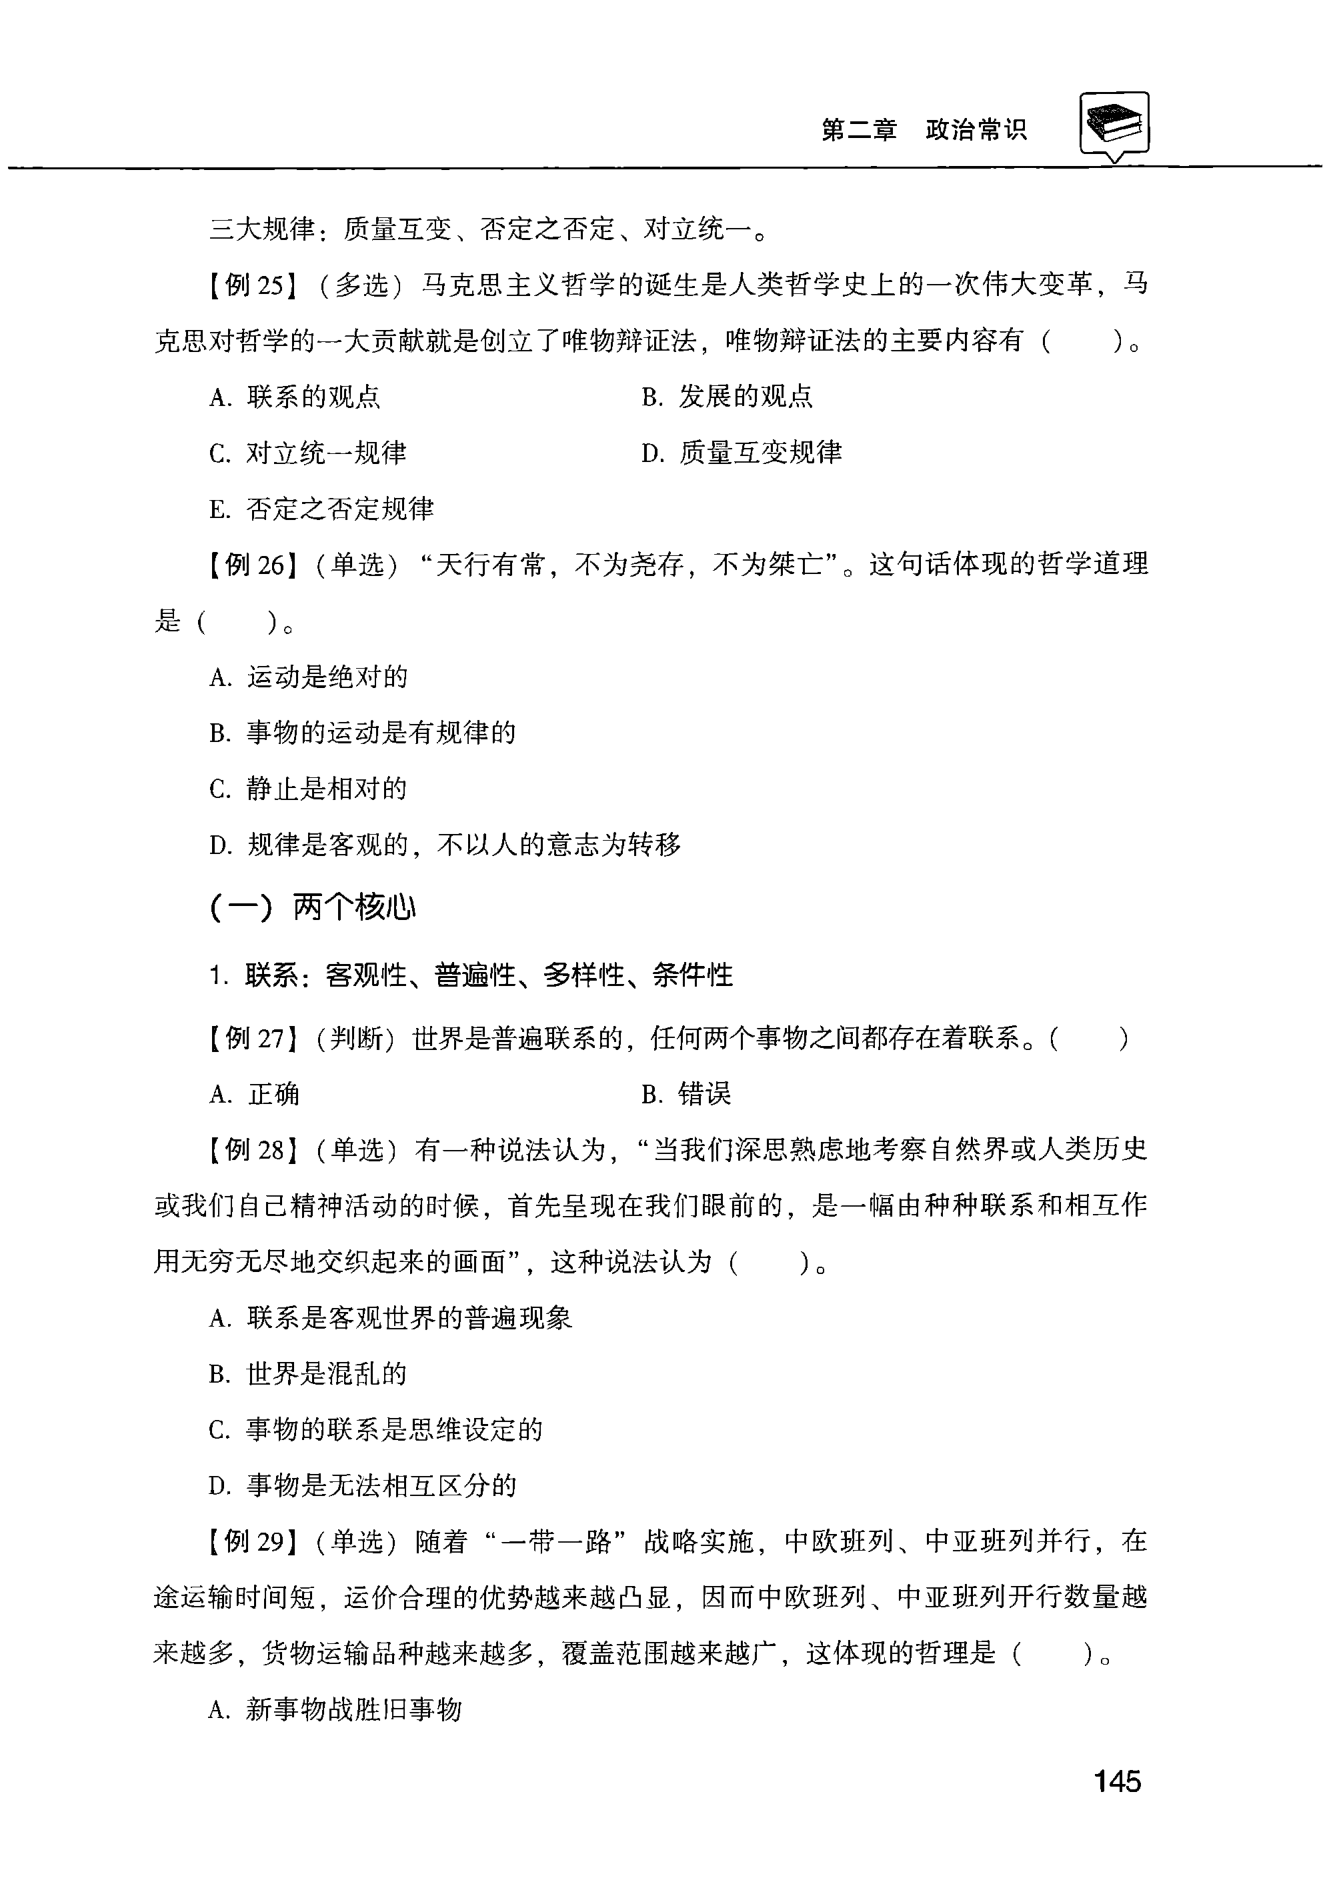 第二章 政治常识
三大规律：质量互变、否定之否定、对立统一。
【例 25】（多选）马克思主义哲学的诞生是人类哲学史上的一次伟大变革，马
克思对哲学的一大贡献就是创立了唯物辩证法，唯物辩证法的主要内容有（ ）。
A. 联系的观点 B. 发展的观点
C. 对立统一规律 D. 质量互变规律
E. 否定之否定规律
【例 26】（单选）“天行有常，不为尧存，不为桀亡”。这句话体现的哲学道理
是（ ）。
A. 运动是绝对的
B. 事物的运动是有规律的
C. 静止是相对的
D. 规律是客观的，不以人的意志为转移
（一）两个核心
1. 联系：客观性、普遍性、多样性、条件性
【例 27】（判断）世界是普遍联系的，任何两个事物之间都存在着联系。（ ）
A. 正确 B. 错误
【例 28】（单选）有一种说法认为，“当我们深思熟虑地考察自然界或人类历史
或我们自己精神活动的时候，首先呈现在我们眼前的，是一幅由种种联系和相互作
用无穷无尽地交织起来的画面”，这种说法认为（ ）。
A. 联系是客观世界的普遍现象
B. 世界是混乱的
C. 事物的联系是思维设定的
D. 事物是无法相互区分的
【例 29】（单选）随着“一带一路”战略实施，中欧班列、中亚班列并行，在
途运输时间短，运价合理的优势越来越凸显，因而中欧班列、中亚班列开行数量越
来越多，货物运输品种越来越多，覆盖范围越来越广，这体现的哲理是（ ）。
A. 新事物战胜旧事物
145